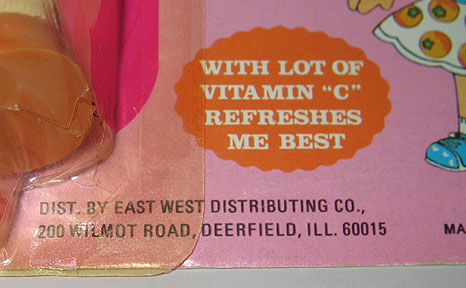 WITH LOT OF
VITAMIN "C"
REFRESHES
ME BEST
DIST. BY EAST WEST DISTRIBUTING CO.,
200 WILMOT ROAD, DEERFIELD, ILL. 60015
MA